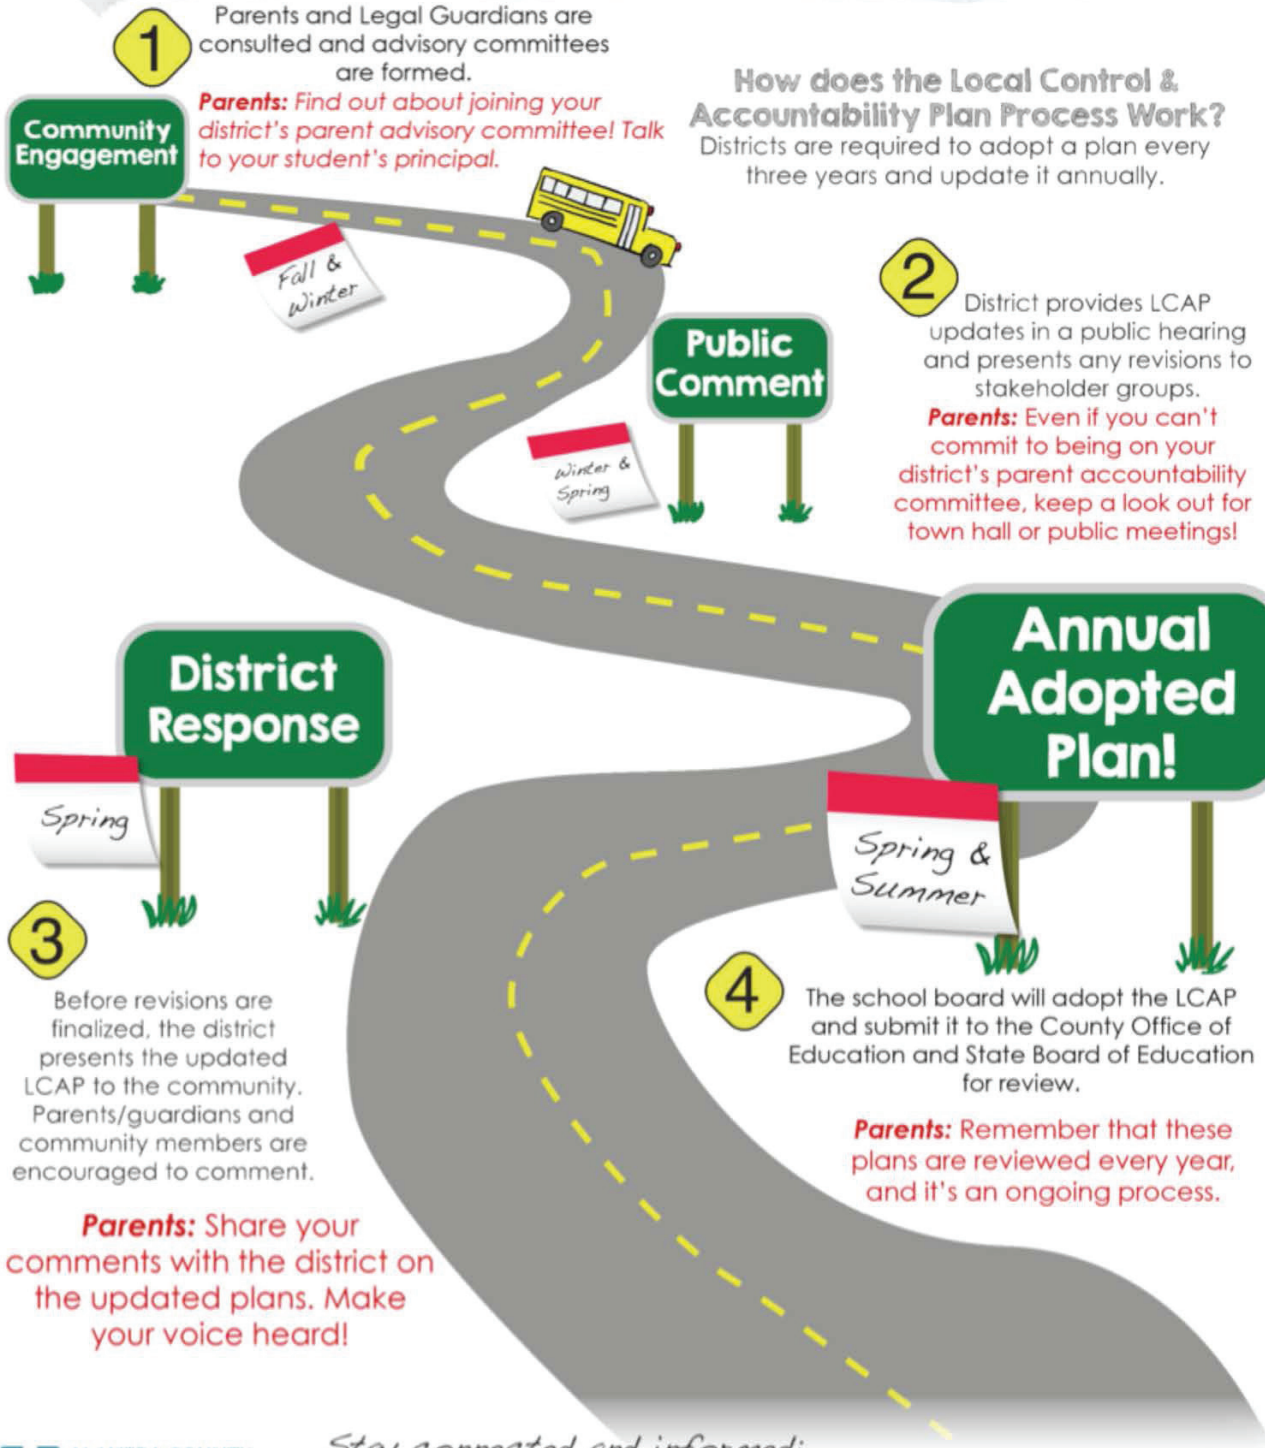 1
Parents and Legal Guardians are
consulted and advisory committees
are formed.
Parents: Find out about joining your
district's parent advisory committee! Talk
to your student's principal.
Community
Engagement
How does the Local Control &
Accountability Plan Process Work?
Districts are required to adopt a plan every
three years and update it annually.
Fall &
Winter
2
District provides LCAP
updates in a public hearing
and presents any revisions to
stakeholder groups.
Parents: Even if you can't
commit to being on your
district's parent accountability
committee, keep a look out for
town hall or public meetings!
Public
Comment
Winter &
Spring
District
Response
Spring
3
Before revisions are
finalized, the district
presents the updated
LCAP to the community.
Parents/guardians and
community members are
encouraged to comment.
Parents: Share your
comments with the district on
the updated plans. Make
your voice heard!
Annual
Adopted
Plan!
Spring &
Summer
4
The school board will adopt the LCAP
and submit it to the County Office of
Education and State Board of Education
for review.
Parents: Remember that these
plans are reviewed every year,
and it's an ongoing process.
Stay connected and informed: